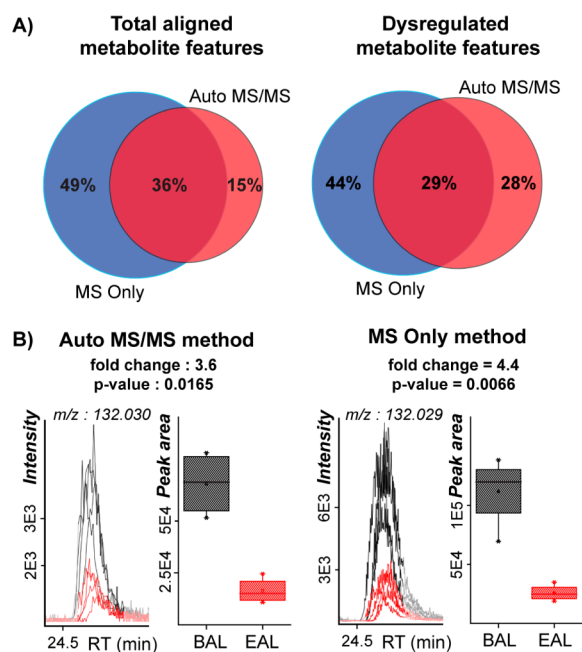 A)
Total aligned
metabolite features
Dysregulated
metabolite features
Auto MS/MS
49%
36%
15%
MS Only
Auto MS/MS
44%
29%
28%
MS Only
B)
Auto MS/MS method
fold change : 3.6
p-value : 0.0165
MS Only method
fold change = 4.4
p-value = 0.0066
Intensity
m/z : 132.030
3E3
2E3
24.5 RT (min)
Peak area
5E4
2.5E4
BAL EAL
Intensity
m/z : 132.029
6E3
3E3
24.5 RT (min)
Peak area
1E5
5E4
BAL EAL